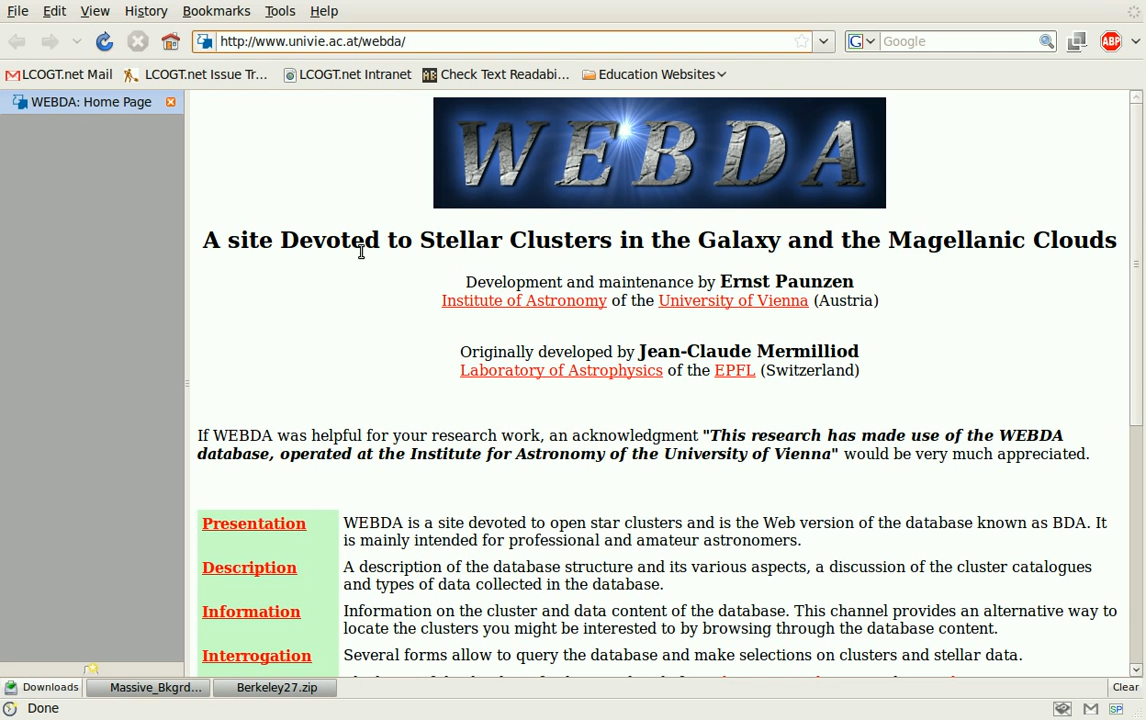 File Edit View History Bookmarks Tools Help
http://www.univie.ac.at/webda/
Google
ABP
LCOGT.net Mail LCOGT.net Issue Tr... LCOGT.net Intranet Check Text Readabi... Education Websites
WEBDA: Home Page
WEBDA
A site Devoted to Stellar Clusters in the Galaxy and the Magellanic Clouds
Development and maintenance by Ernst Paunzen
Institute of Astronomy of the University of Vienna (Austria)
Originally developed by Jean-Claude Mermilliod
Laboratory of Astrophysics of the EPFL (Switzerland)
If WEBDA was helpful for your research work, an acknowledgment "This research has made use of the WEBDA
database, operated at the Institute for Astronomy of the University of Vienna" would be very much appreciated.
Presentation WEBDA is a site devoted to open star clusters and is the Web version of the database known as BDA. It
is mainly intended for professional and amateur astronomers.
Description A description of the database structure and its various aspects, a discussion of the cluster catalogues
and types of data collected in the database.
Information Information on the cluster and data content of the database. This channel provides an alternative way to
locate the clusters you might be interested to by browsing through the database content.
Interrogation Several forms allow to query the database and make selections on clusters and stellar data.
Downloads Massive_Bkgrd... Berkeley27.zip Clear
Done SP